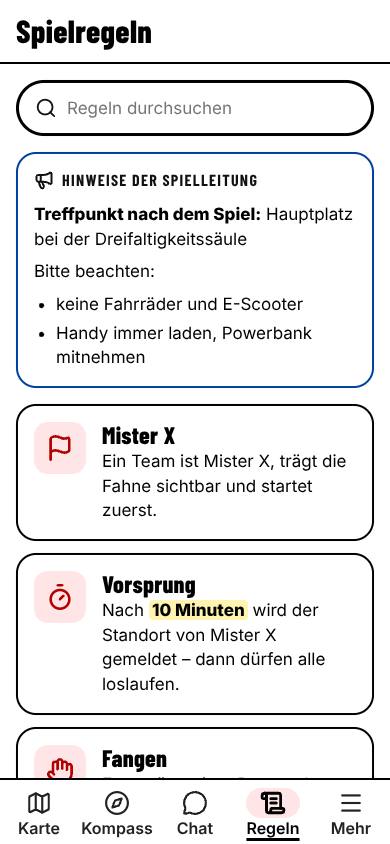 Spielregeln
Regeln durchsuchen
HINWEISE DER SPIELLEITUNG
Treffpunkt nach dem Spiel: Hauptplatz
bei der Dreifaltigkeitssäule
Bitte beachten:
• keine Fahrräder und E-Scooter
• Handy immer laden, Powerbank
mitnehmen
Mister X
Ein Team ist Mister X, trägt die
Fahne sichtbar und startet
zuerst.
Vorsprung
Nach 10 Minuten wird der
Standort von Mister X
gemeldet – dann dürfen alle
loslaufen.
Fangen
Karte
Kompass
Chat
Regeln
Mehr